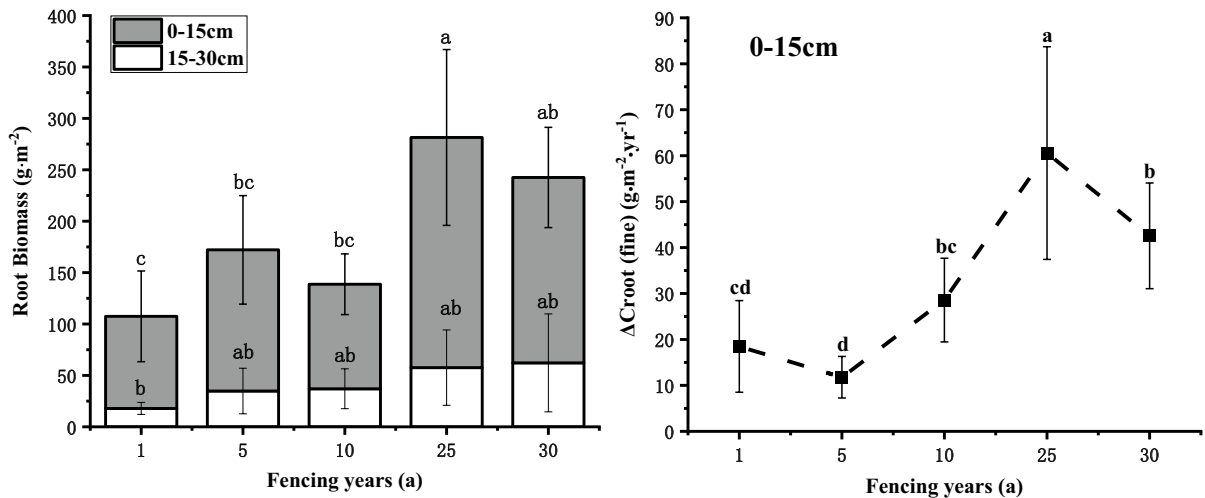 0-15cm
15-30cm
Root Biomass (g·m-2)
400
350
300
250
200
150
100
50
0
c
b
bc
ab
bc
ab
a
ab
ab
ab
1 5 10 25 30
Fencing years (a)
0-15cm
ΔCroot (fine) (g·m-2·yr-1)
90
80
70
60
50
40
30
20
10
0
cd
d
bc
a
b
1 5 10 25 30
Fencing years (a)